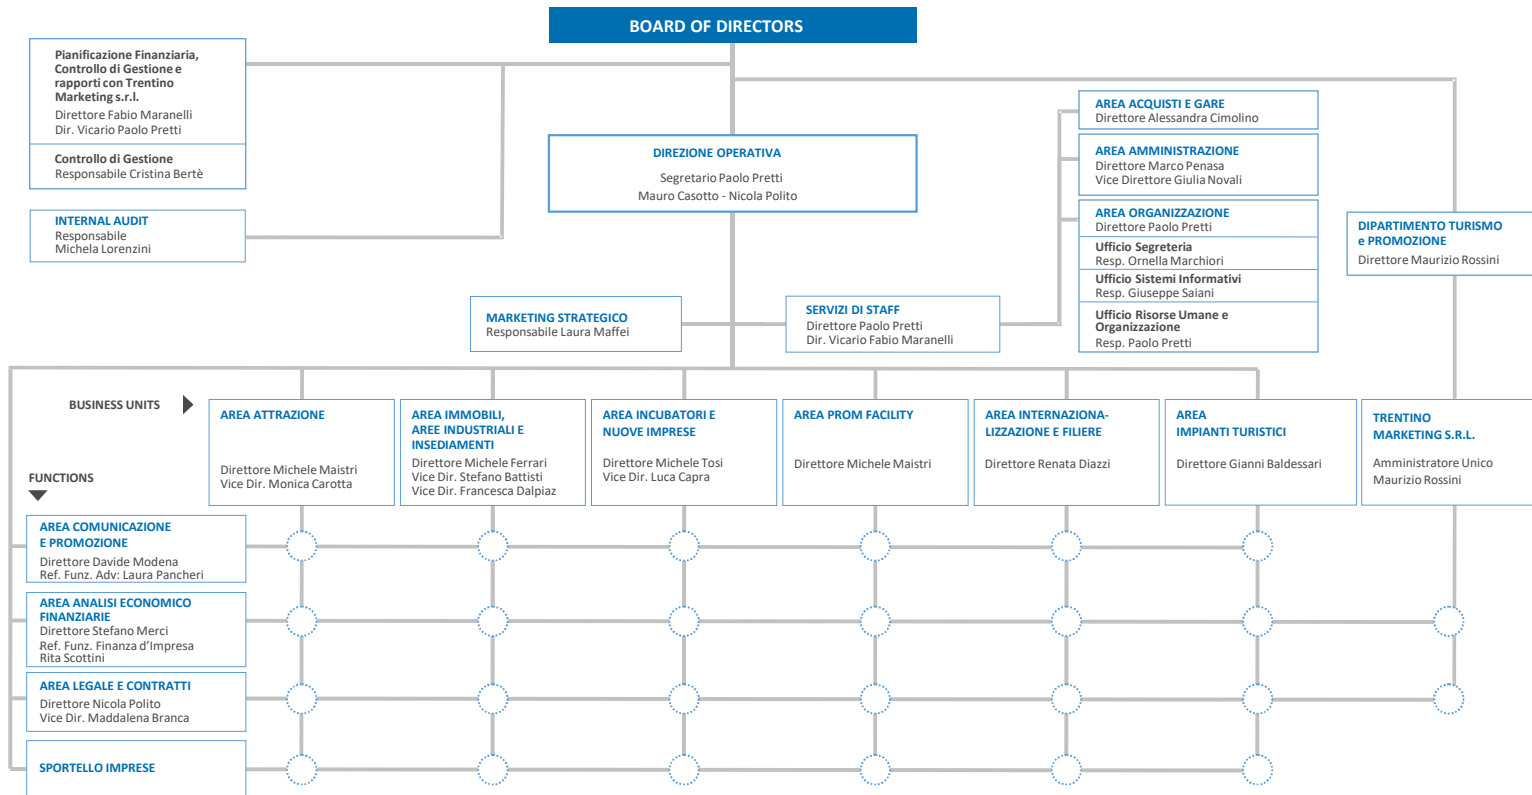 BOARD OF DIRECTORS
Pianificazione Finanziaria,
Controllo di Gestione e
rapporti con Trentino
Marketing s.r.l.
Direttore Fabio Maranelli
Dir. Vicario Paolo Pretti
Controllo di Gestione
Responsabile Cristina Bertè
INTERNAL AUDIT
Responsabile
Michela Lorenzini
DIREZIONE OPERATIVA
Segretario Paolo Pretti
Mauro Casotto - Nicola Polito
AREA ACQUISTI E GARE
Direttore Alessandra Cimolino
AREA AMMINISTRAZIONE
Direttore Marco Penasa
Vice Direttore Giulia Novali
AREA ORGANIZZAZIONE
Direttore Paolo Pretti
Ufficio Segreteria
Resp. Ornella Marchiori
Ufficio Sistemi Informativi
Resp. Giuseppe Saiani
Ufficio Risorse Umane e
Organizzazione
Resp. Paolo Pretti
DIPARTIMENTO TURISMO
e PROMOZIONE
Direttore Maurizio Rossini
MARKETING STRATEGICO
Responsabile Laura Maffei
SERVIZI DI STAFF
Direttore Paolo Pretti
Dir. Vicario Fabio Maranelli
BUSINESS UNITS
AREA ATTRAZIONE
Direttore Michele Maistri
Vice Dir. Monica Carotta
AREA IMMOBILI,
AREE INDUSTRIALI E
INSEDIAMENTI
Direttore Michele Ferrari
Vice Dir. Stefano Battisti
Vice Dir. Francesca Dalpiaz
AREA INCUBATORI E
NUOVE IMPRESE
Direttore Michele Tosi
Vice Dir. Luca Capra
AREA PROM FACILITY
Direttore Michele Maistri
AREA INTERNAZIONA-
LIZZAZIONE E FILIERE
Direttore Renata Diazzi
AREA
IMPIANTI TURISTICI
Direttore Gianni Baldessari
TRENTINO
MARKETING S.R.L.
Amministratore Unico
Maurizio Rossini
FUNCTIONS
AREA COMUNICAZIONE
E PROMOZIONE
Direttore Davide Modena
Ref. Funz. Adv: Laura Pancheri
AREA ANALISI ECONOMICO
FINANZIARIE
Direttore Stefano Merci
Ref. Funz. Finanza d'Impresa
Rita Scottini
AREA LEGALE E CONTRATTI
Direttore Nicola Polito
Vice Dir. Maddalena Branca
SPORTELLO IMPRESE